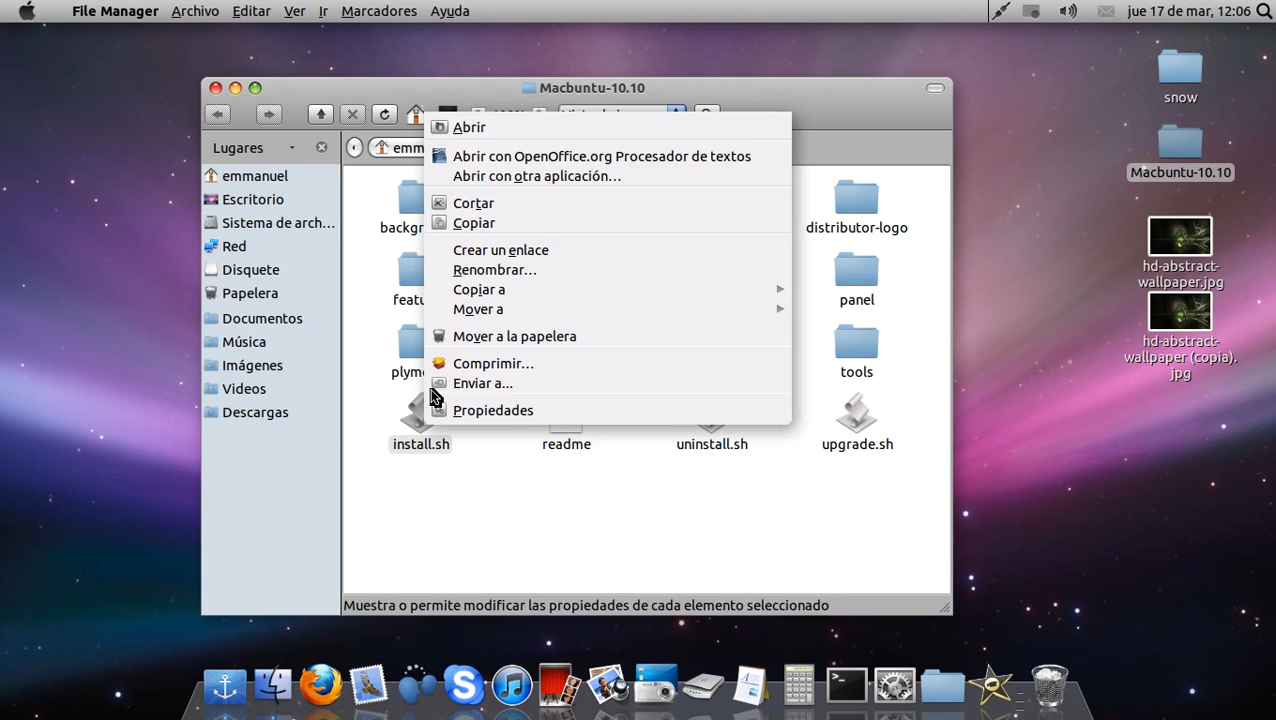 File Manager Archivo Editar Ver Ir Marcadores Ayuda jue 17 de mar, 12:06
Macbuntu-10.10
snow
Macbuntu-10.10
hd-abstract-
wallpaper.jpg
hd-abstract-
wallpaper (copia).
jpg
Lugares
emmanuel
Escritorio
Sistema de arch...
Red
Disquete
Papelera
Documentos
Música
Imágenes
Videos
Descargas
emm
Abrir
Abrir con OpenOffice.org Procesador de textos
Abrir con otra aplicación...
Cortar
Copiar
Crear un enlace
Renombrar...
Copiar a
Mover a
Mover a la papelera
Comprimir...
Enviar a...
Propiedades
backgr
distributor-logo
featu
panel
plym
tools
install.sh readme uninstall.sh upgrade.sh
Muestra o permite modificar las propiedades de cada elemento seleccionado